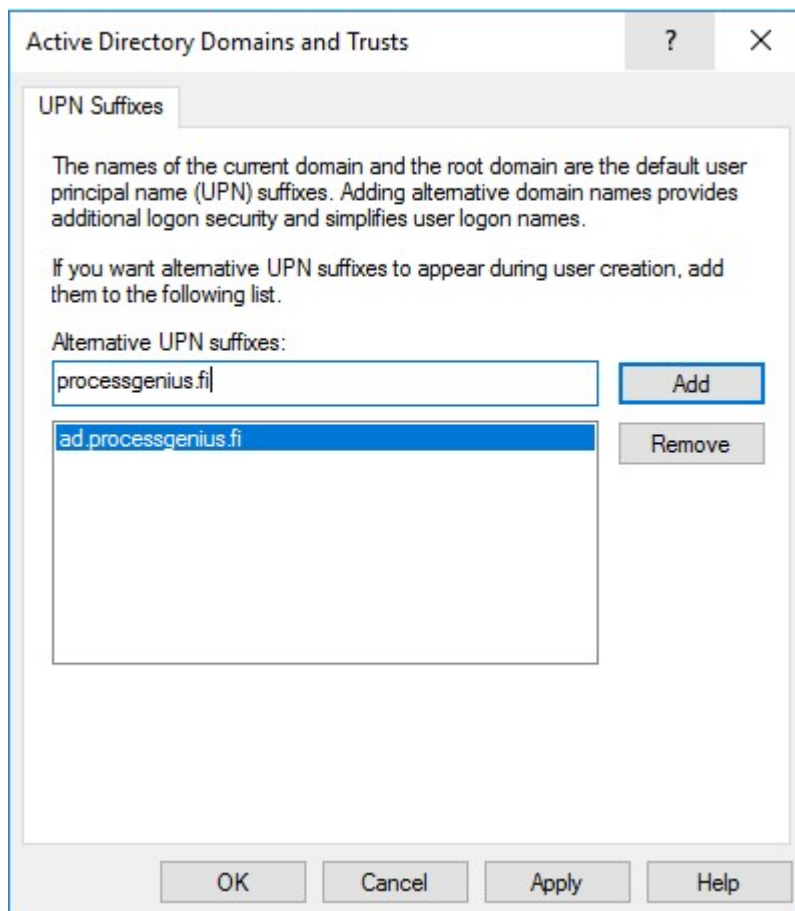 Active Directory Domains and Trusts
?
UPN Suffixes
The names of the current domain and the root domain are the default user
principal name (UPN) suffixes. Adding alternative domain names provides
additional logon security and simplifies user logon names.
If you want alternative UPN suffixes to appear during user creation, add
them to the following list.
Alternative UPN suffixes:
processgenius.fi
Add
ad.processgenius.fi
Remove
OK
Cancel
Apply
Help